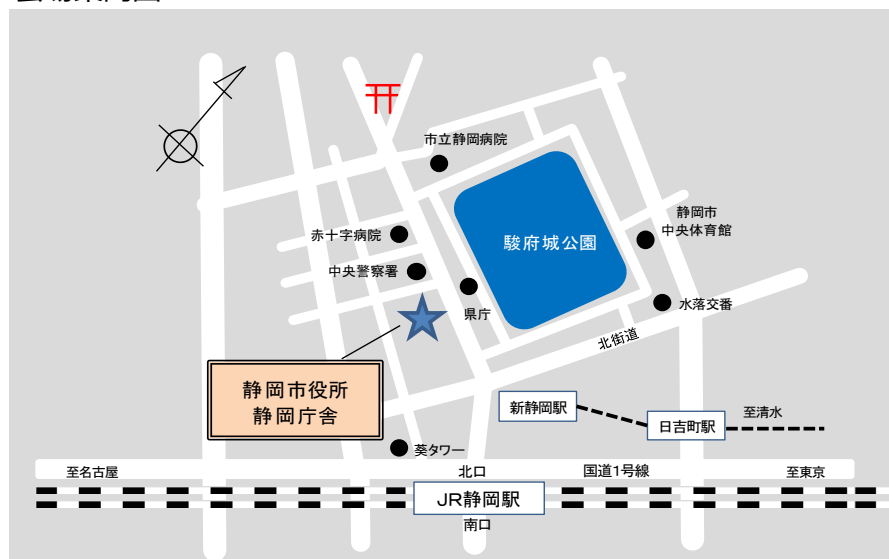 市立静岡病院
静岡市
中央体育館
駿府城公園
赤十字病院
中央警察署
県庁
水落交番
北街道
静岡市役所
静岡庁舎
新静岡駅
日吉町駅
至清水
葵タワー
至名古屋
北口
国道1号線
至東京
JR静岡駅
南口